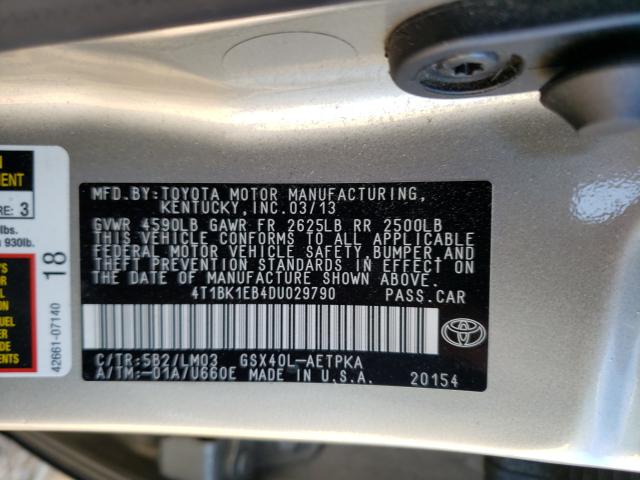 MFD.BY:TOYOTA MOTOR MANUFACTURING,
KENTUCKY, INC.03/13
GVWR 4590LB GAWR FR 2625LB RR 2500LB
THIS VEHICLE CONFORMS TO ALL APPLICABLE
FEDERAL MOTOR VEHICLE SAFETY,BUMPER,AND
THEFT PREVENTION STANDARDS IN EFFECT ON
THE DATE OF MANUFACTURE SHOWN ABOVE.
4T1BK1EB4DU029790 PASS.CAR
C/TR:5B2/LM03 GSX40L-AETPKA
A/TM:-01A/U660E MADE IN U.S.A. 20154
TOYOTA
RE: 3
lbs.
930lb.
18
42661-07140